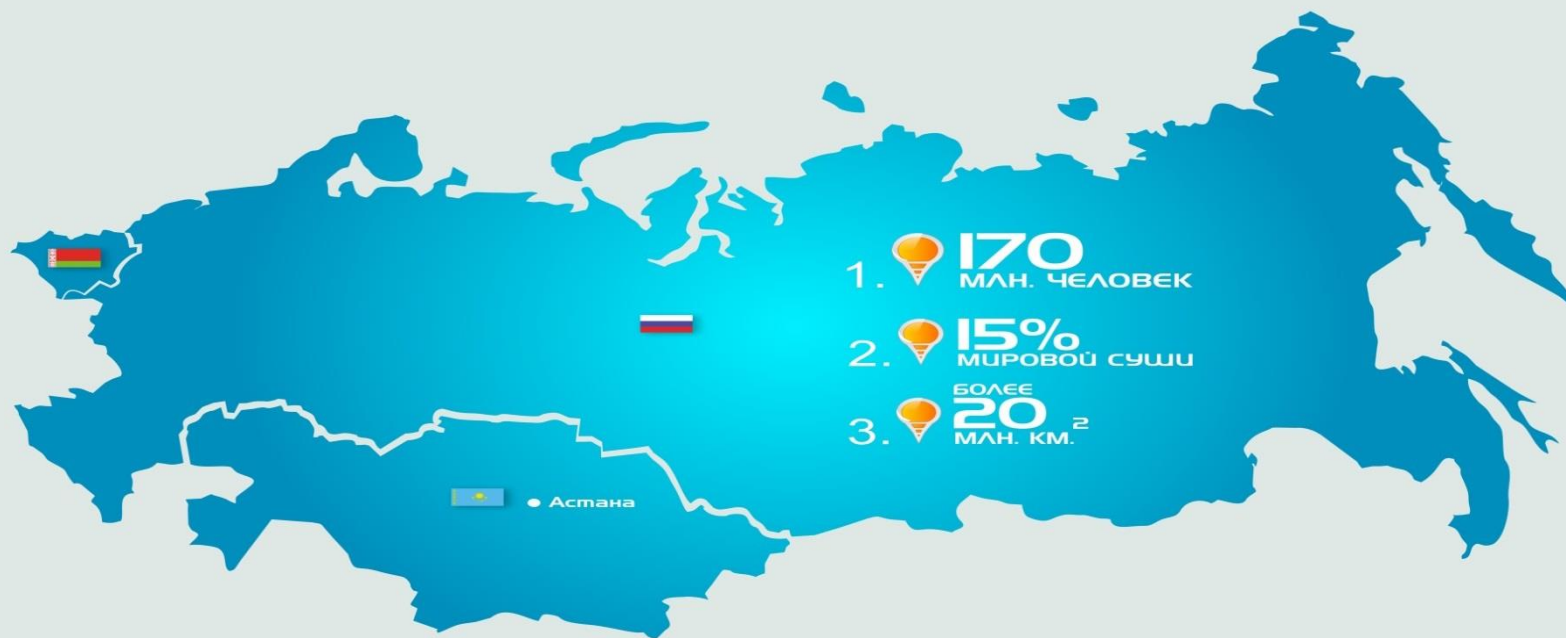 1. 170
МЛН. ЧЕЛОВЕК
2. 15%
МИРОВОЙ СУШИ
БОЛЕЕ
3. 20
МЛН. КМ.²
Астана